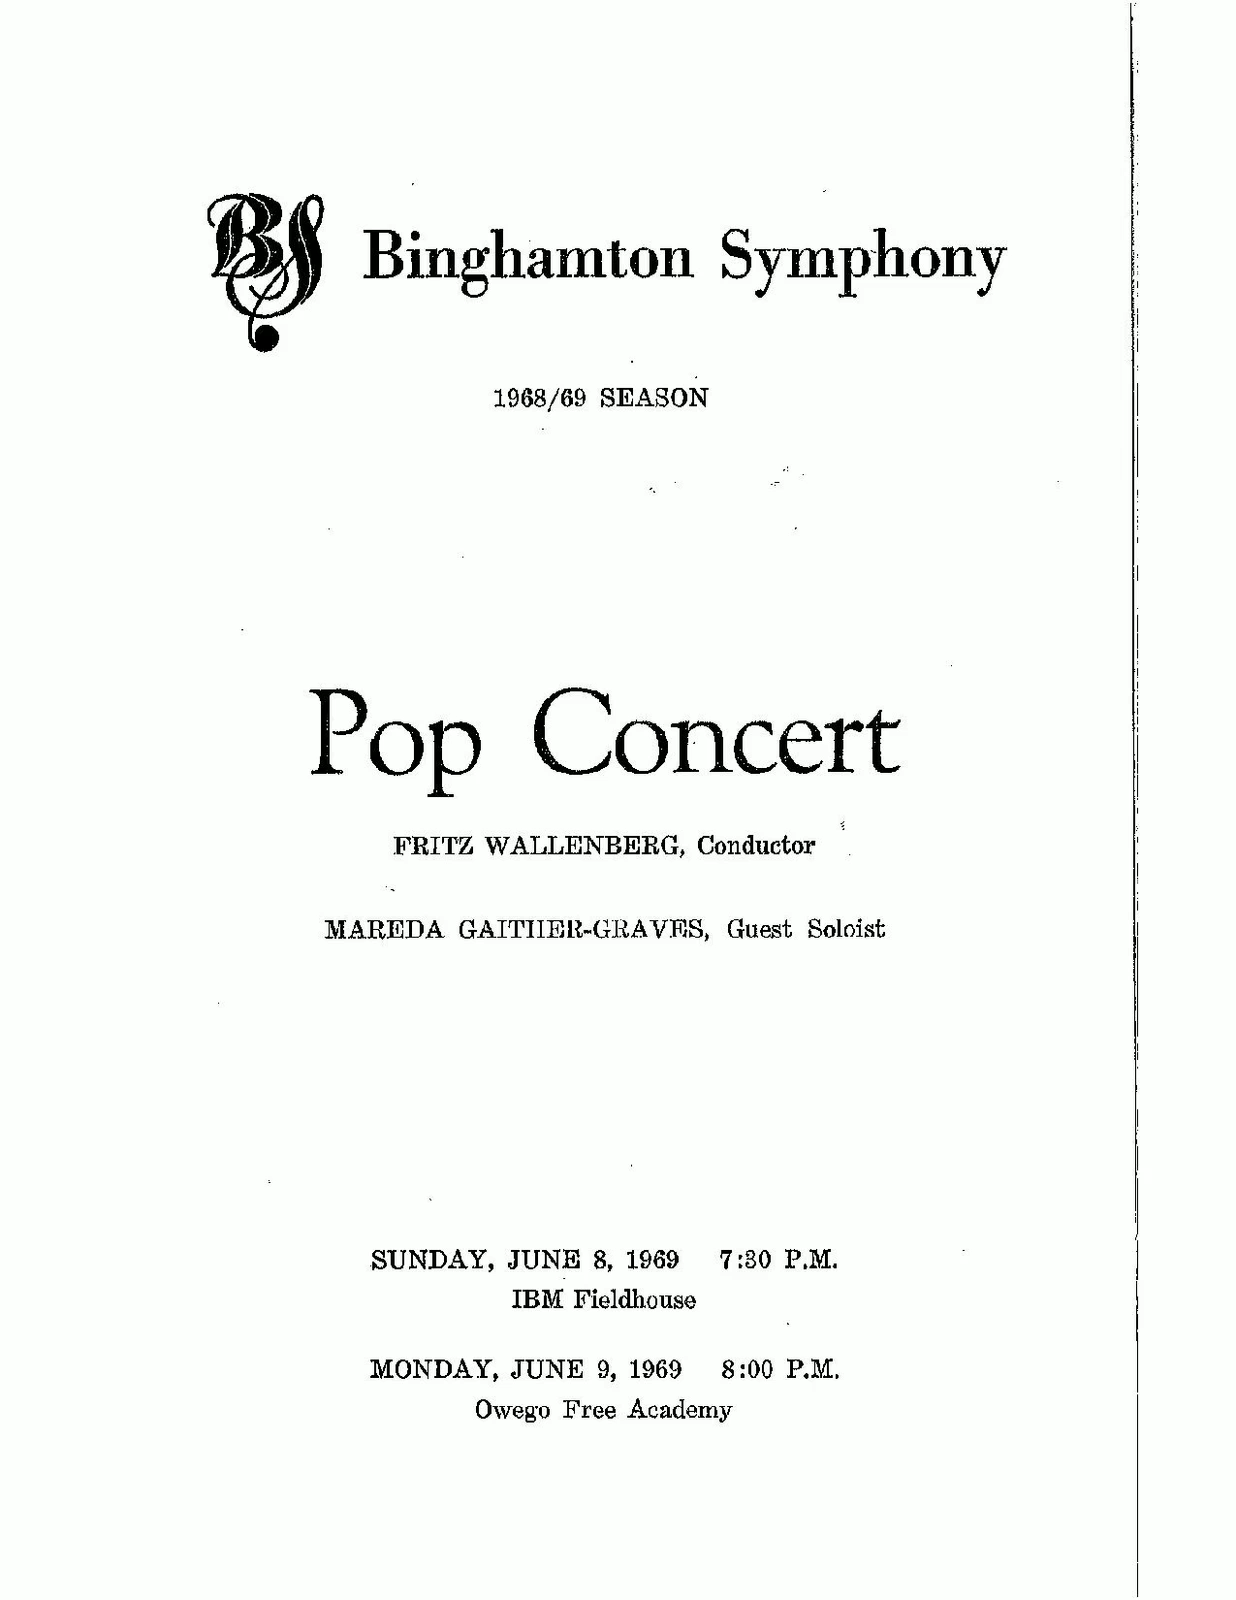 BS Binghamton Symphony
1968/69 SEASON
Pop Concert
FRITZ WALLENBERG, Conductor
MAREDA GAITHER-GRAVES, Guest Soloist
SUNDAY, JUNE 8, 1969 7:30 P.M.
IBM Fieldhouse
MONDAY, JUNE 9, 1969 8:00 P.M.
Owego Free Academy